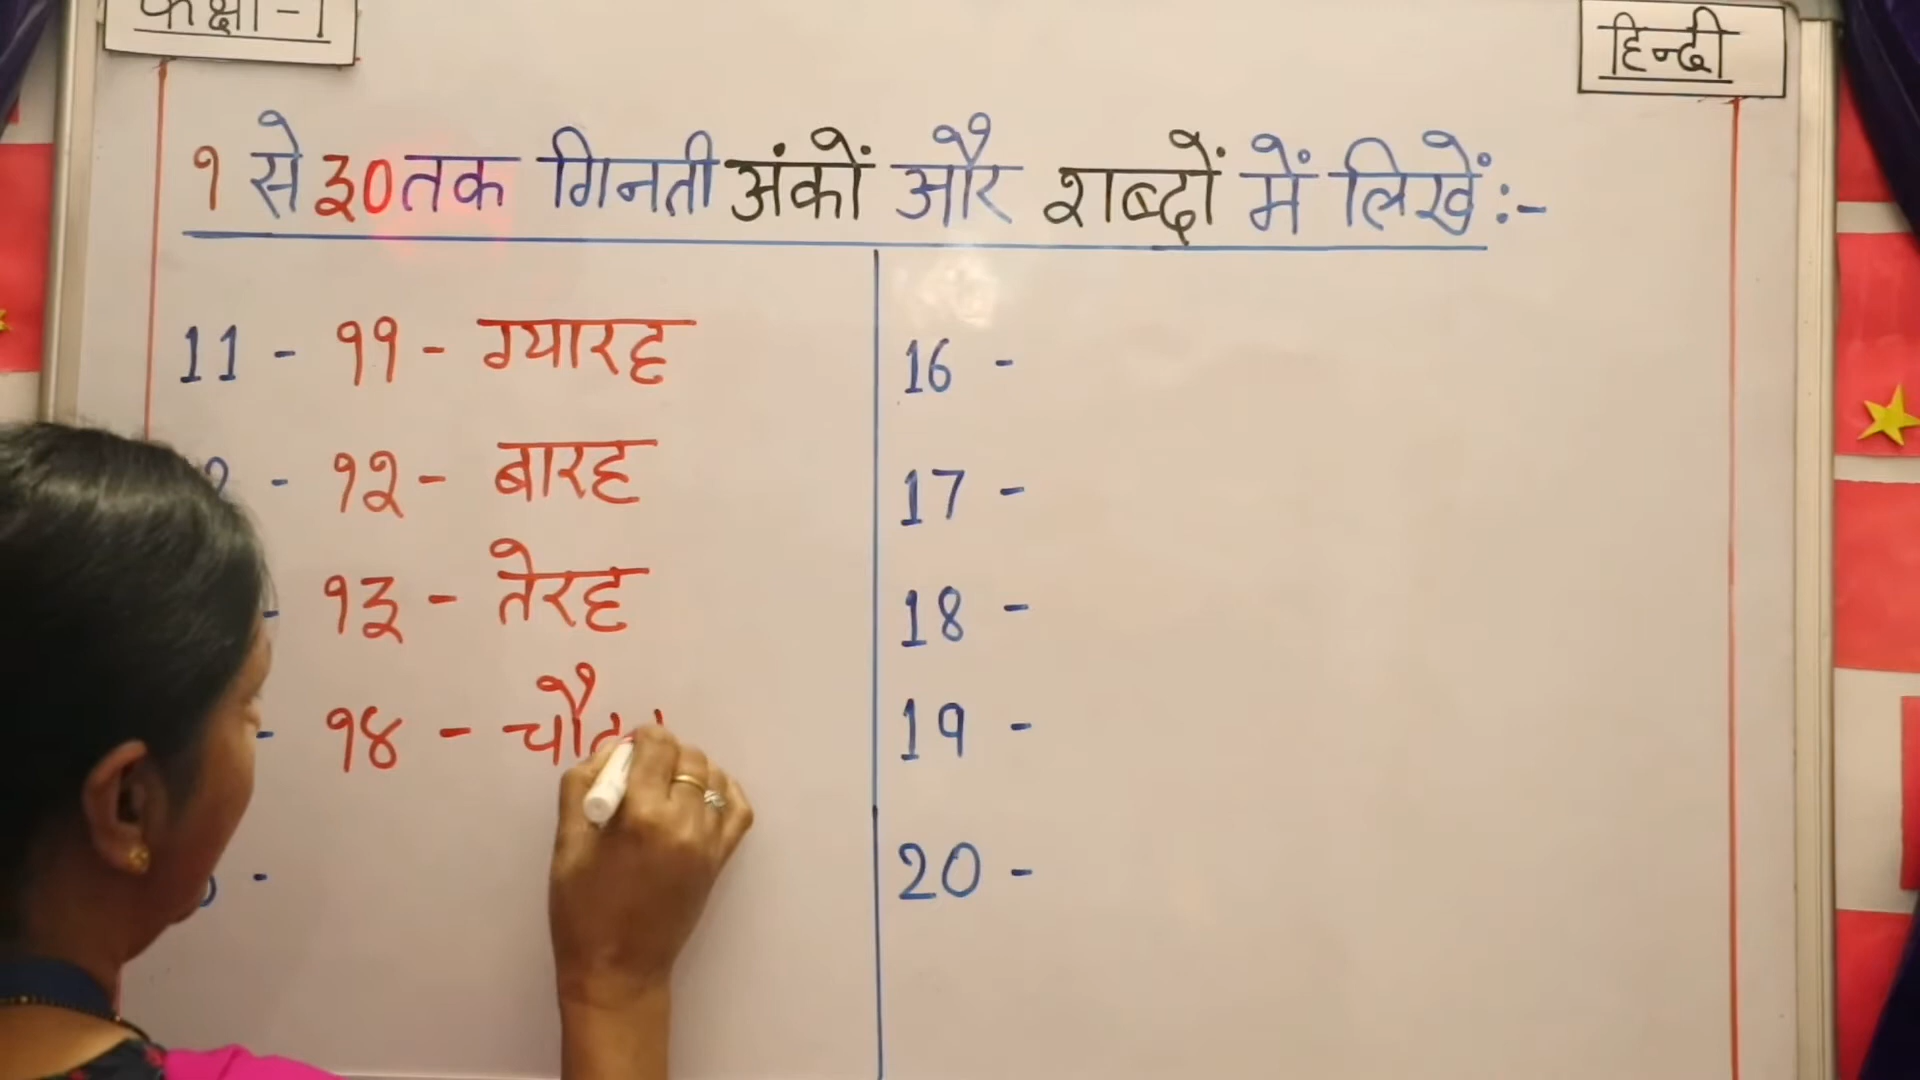 कक्षा-1
हिन्दी
१ से ३० तक गिनती अंकों और शब्दों में लिखें :-
11 - ११ - ग्यारह
- १२ - बारह
- १३ - तेरह
- १४ -
-
16 -
17 -
18 -
19 -
20 -